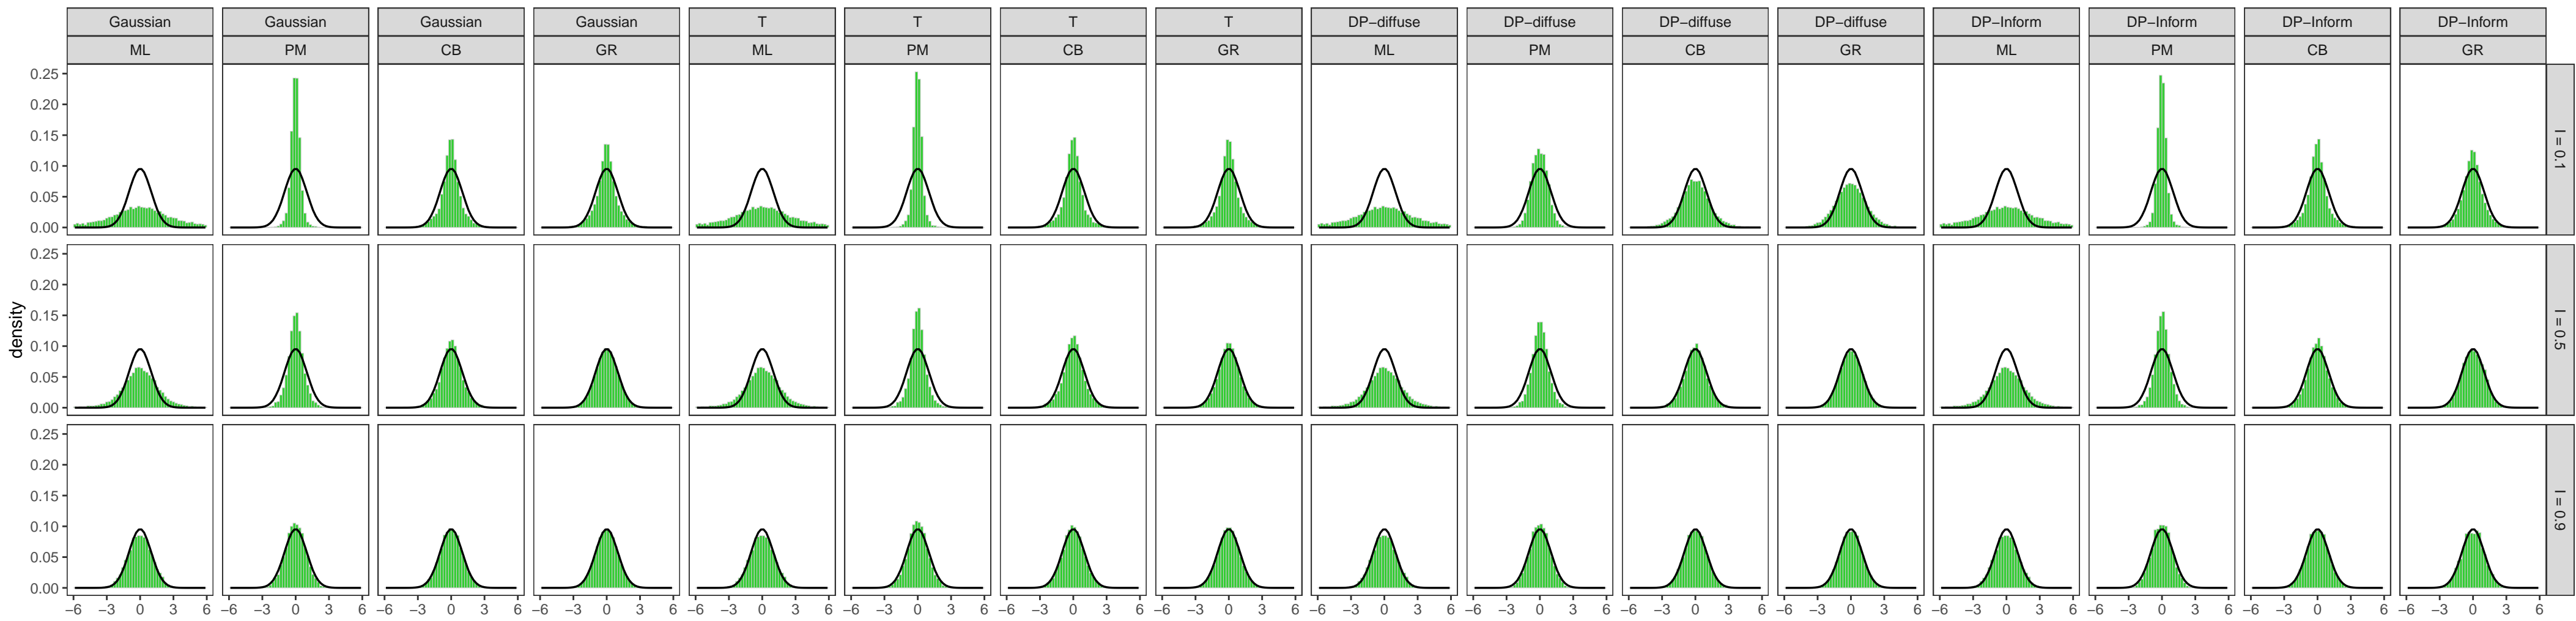 Gaussian Gaussian Gaussian Gaussian T T T T DP−diffuse DP−diffuse DP−diffuse DP−diffuse DP−Inform DP−Inform DP−Inform DP−Inform
ML PM CB GR ML PM CB GR ML PM CB GR ML PM CB GR
0.25
0.20
0.15
0.10
0.05
0.00
I = 0.1
density
0.25
0.20
0.15
0.10
0.05
0.00
I = 0.5
0.25
0.20
0.15
0.10
0.05
0.00
I = 0.9
−6 −3 0 3 6 −6 −3 0 3 6 −6 −3 0 3 6 −6 −3 0 3 6 −6 −3 0 3 6 −6 −3 0 3 6 −6 −3 0 3 6 −6 −3 0 3 6 −6 −3 0 3 6 −6 −3 0 3 6 −6 −3 0 3 6 −6 −3 0 3 6 −6 −3 0 3 6 −6 −3 0 3 6 −6 −3 0 3 6 −6 −3 0 3 6